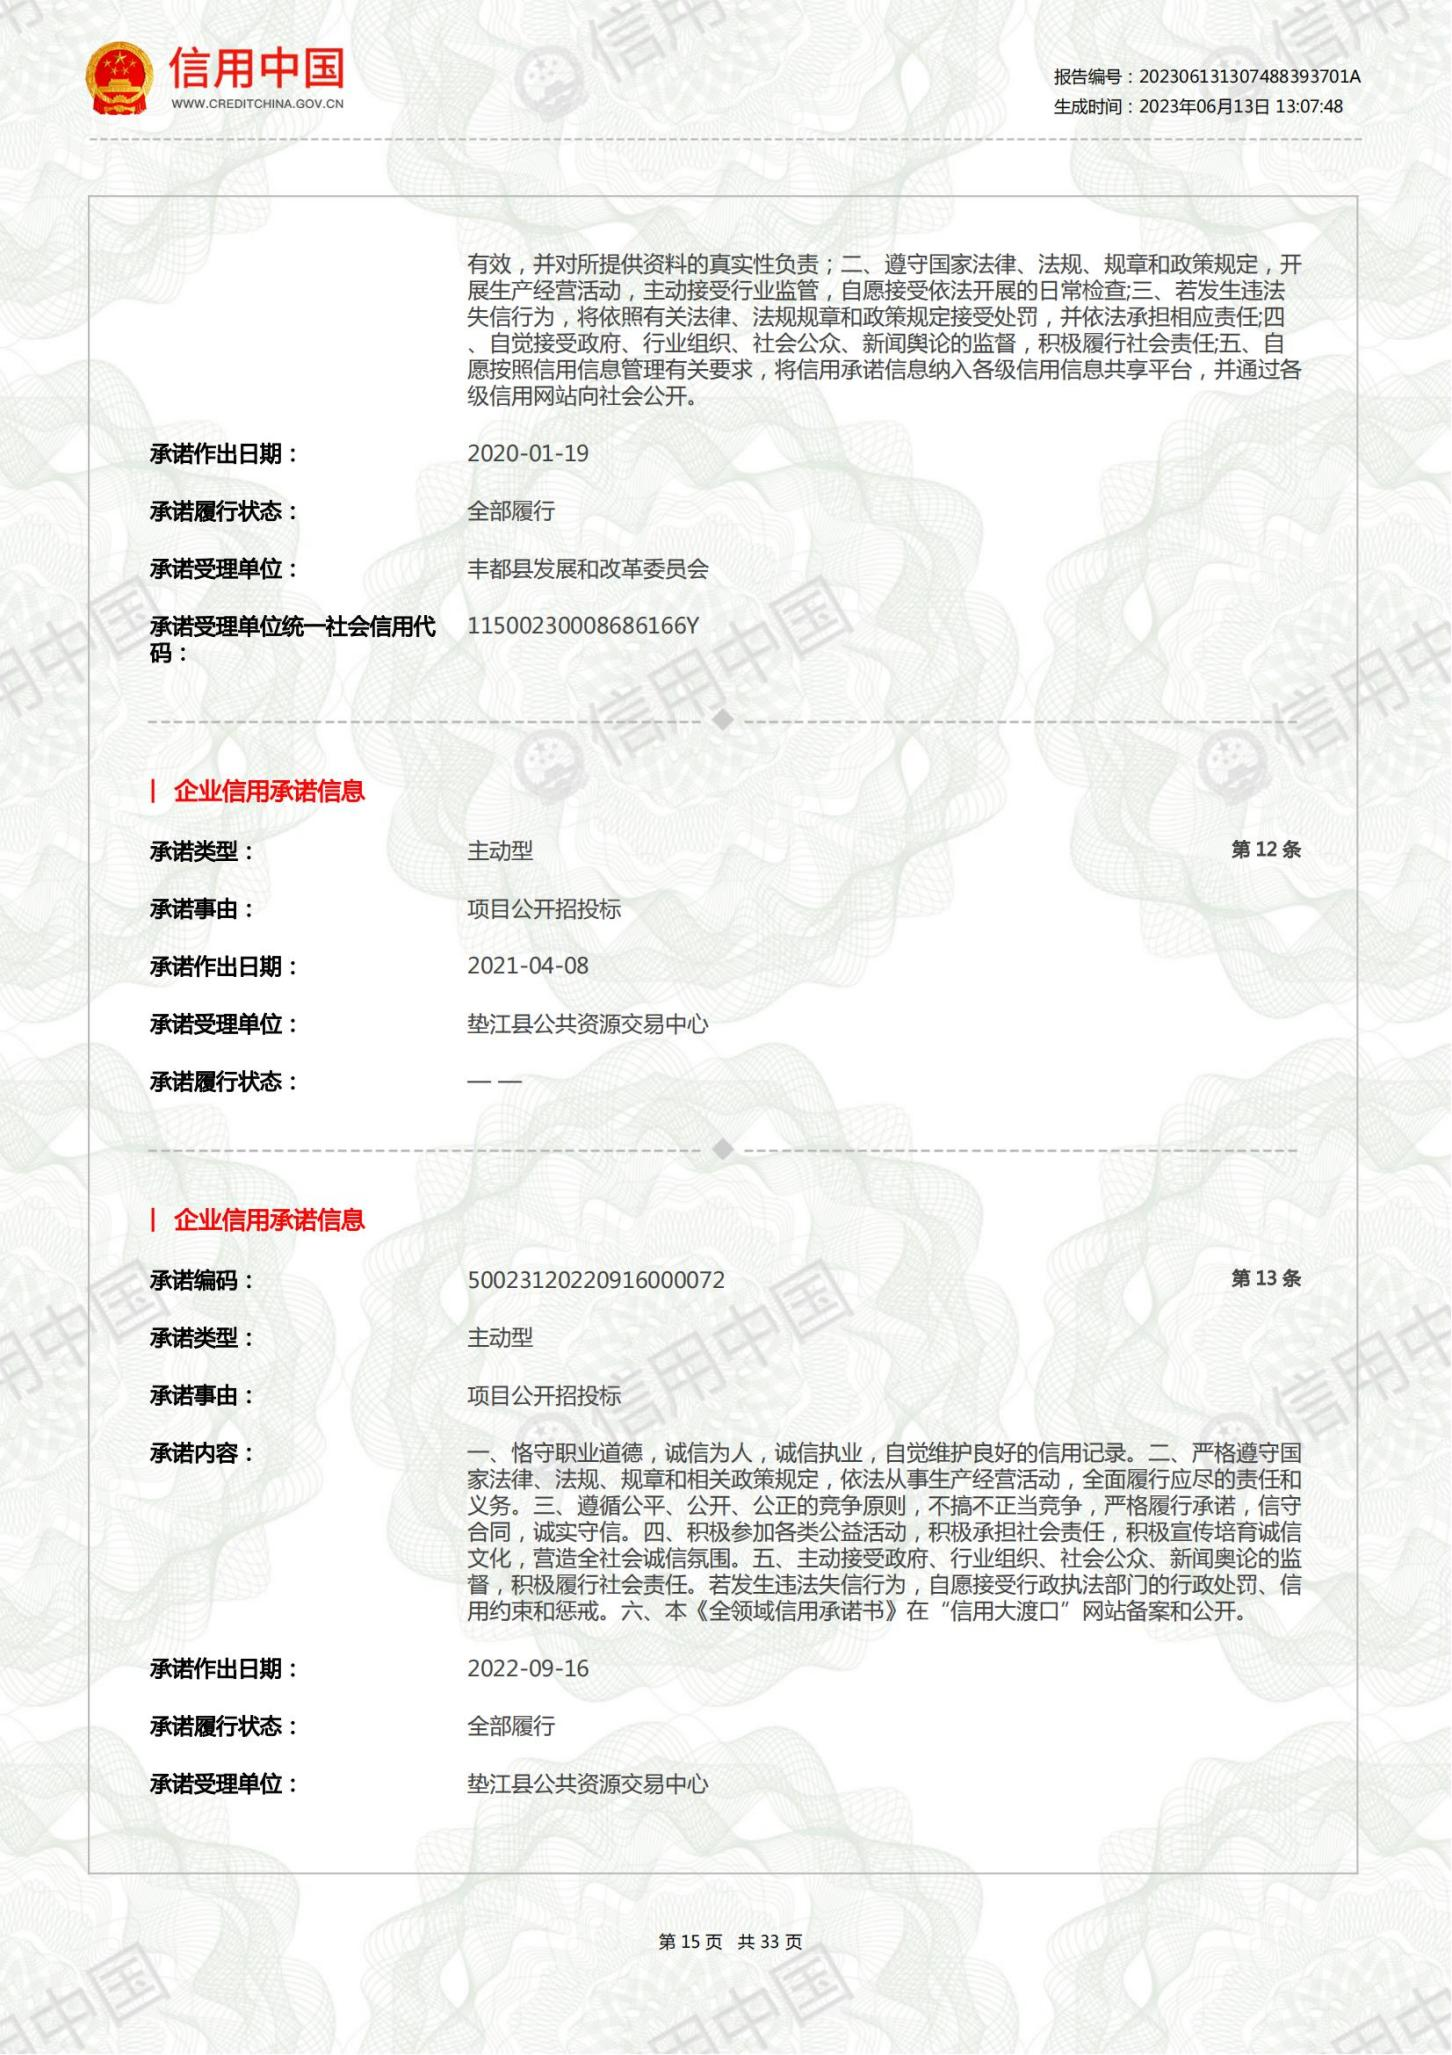 信用中国
WWW.CREDITCHINA.GOV.CN
报告编号：202306131307488393701A
生成时间：2023年06月13日 13:07:48
有效，并对所提供资料的真实性负责；二、遵守国家法律、法规、规章和政策规定，开
展生产经营活动，主动接受行业监管，自愿接受依法开展的日常检查;三、若发生违法
失信行为，将依照有关法律、法规规章和政策规定接受处罚，并依法承担相应责任;四
、自觉接受政府、行业组织、社会公众、新闻舆论的监督，积极履行社会责任;五、自
愿按照信用信息管理有关要求，将信用承诺信息纳入各级信用信息共享平台，并通过各
级信用网站向社会公开。
承诺作出日期： 2020-01-19
承诺履行状态： 全部履行
承诺受理单位： 丰都县发展和改革委员会
承诺受理单位统一社会信用代 11500230008686166Y
码：
企业信用承诺信息
承诺类型： 主动型 第 12 条
承诺事由： 项目公开招投标
承诺作出日期： 2021-04-08
承诺受理单位： 垫江县公共资源交易中心
承诺履行状态： — —
企业信用承诺信息
承诺编码： 50023120220916000072 第 13 条
承诺类型： 主动型
承诺事由： 项目公开招投标
承诺内容： 一、恪守职业道德，诚信为人，诚信执业，自觉维护良好的信用记录。二、严格遵守国
家法律、法规、规章和相关政策规定，依法从事生产经营活动，全面履行应尽的责任和
义务。三、遵循公平、公开、公正的竞争原则，不搞不正当竞争，严格履行承诺，信守
合同，诚实守信。四、积极参加各类公益活动，积极承担社会责任，积极宣传培育诚信
文化，营造全社会诚信氛围。五、主动接受政府、行业组织、社会公众、新闻舆论的监
督，积极履行社会责任。若发生违法失信行为，自愿接受行政执法部门的行政处罚、信
用约束和惩戒。六、本《全领域信用承诺书》在“信用大渡口”网站备案和公开。
承诺作出日期： 2022-09-16
承诺履行状态： 全部履行
承诺受理单位： 垫江县公共资源交易中心
第 15 页 共 33 页